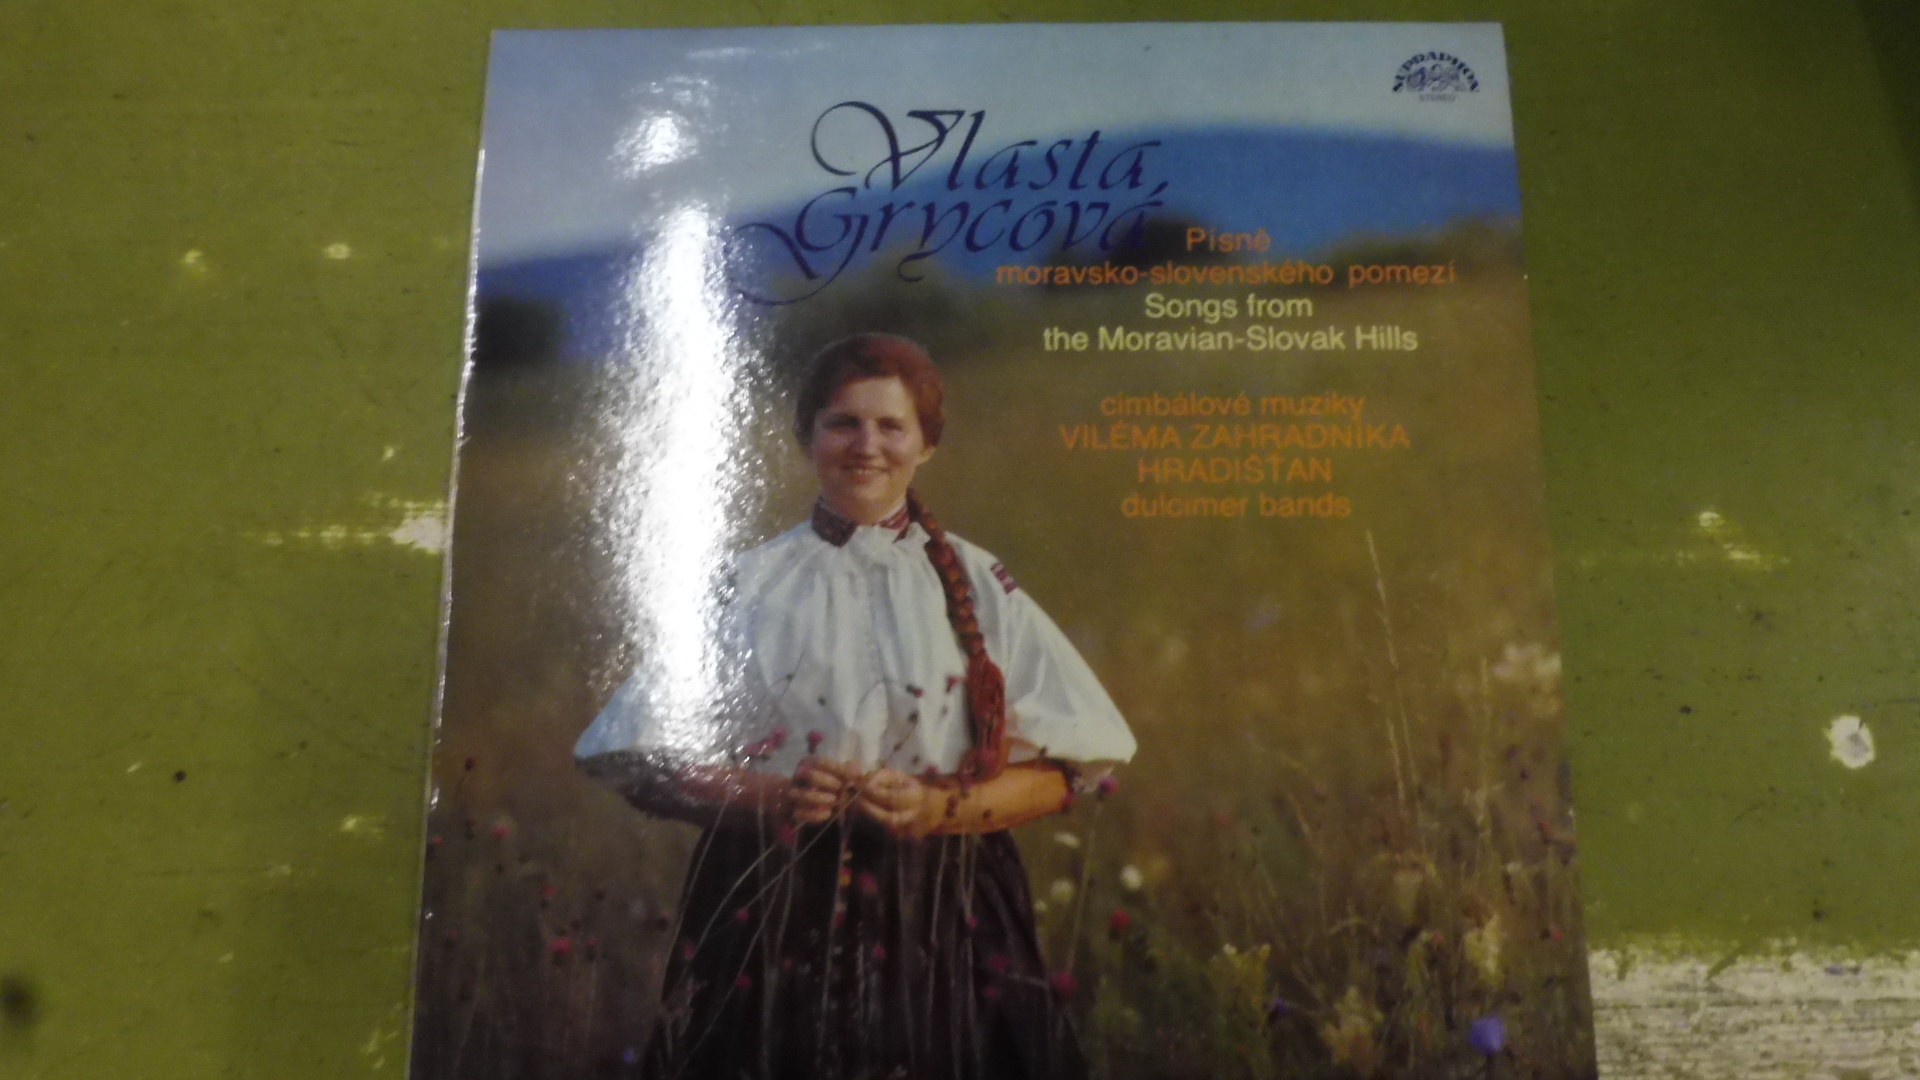 SUPRAPHON
STEREO
Vlasta
Grycová
Písně
moravsko-slovenského pomezí
Songs from
the Moravian-Slovak Hills
cimbálové muziky
VILÉMA ZAHRADNÍKA
HRADIŠŤAN
dulcimer bands